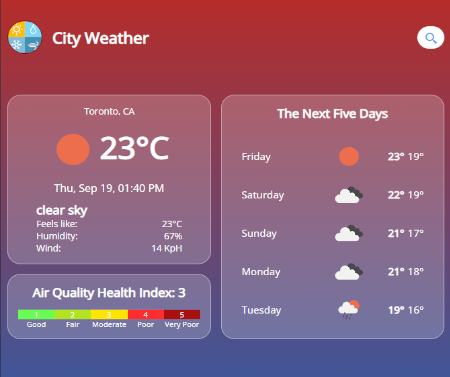 City Weather
Toronto, CA
23°C
Thu, Sep 19, 01:40 PM
clear sky
Feels like: 23°C
Humidity: 67%
Wind: 14 KpH
Air Quality Health Index: 3
1 2 3 4 5
Good Fair Moderate Poor Very Poor
The Next Five Days
Friday 23° 19°
Saturday 22° 19°
Sunday 21° 17°
Monday 21° 18°
Tuesday 19° 16°